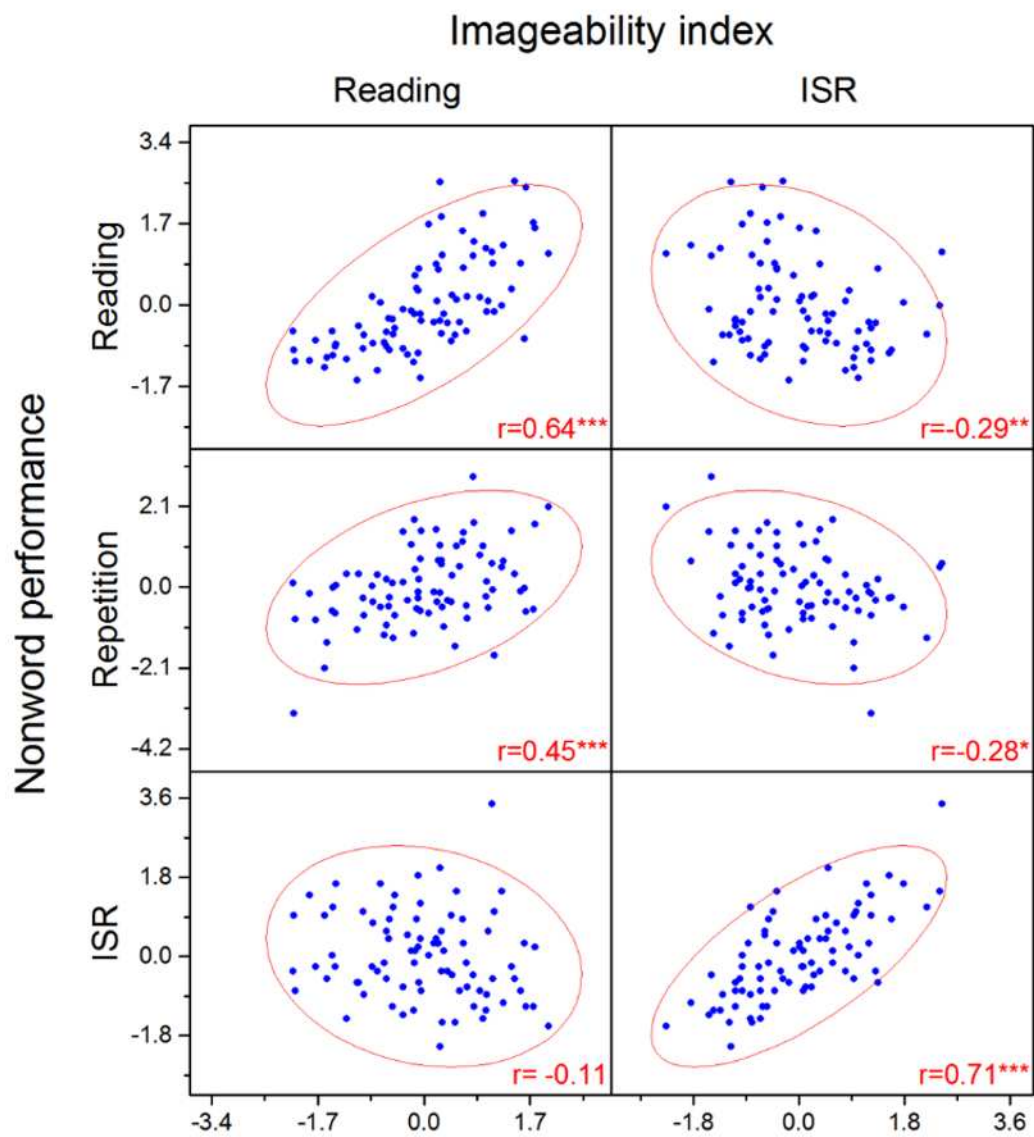 Imageability index
Reading ISR
Nonword performance
Reading
3.4
1.7
0.0
-1.7
r=0.64***
r=-0.29**
Repetition
2.1
0.0
-2.1
-4.2
r=0.45***
r=-0.28*
ISR
3.6
1.8
0.0
-1.8
r= -0.11
r=0.71***
-3.4 -1.7 0.0 1.7 -1.8 0.0 1.8 3.6